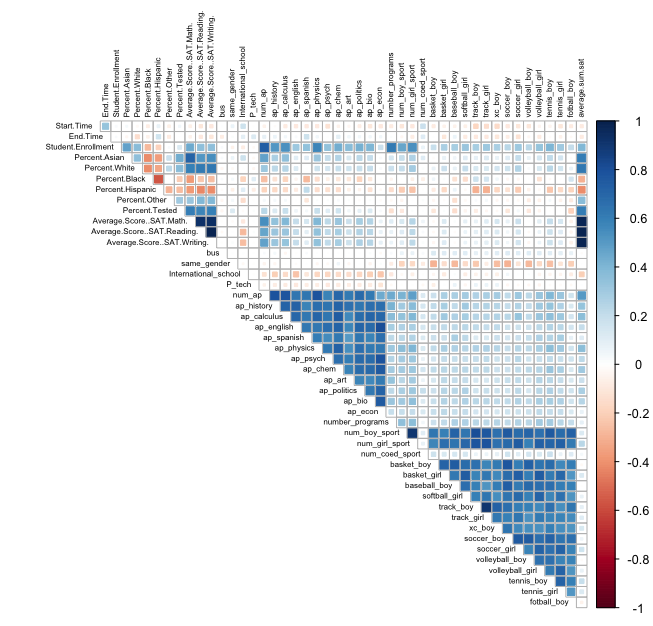 End.Time
Student.Enrollment
Percent.Asian
Percent.White
Percent.Black
Percent.Hispanic
Percent.Other
Percent.Tested
Average.Score..SAT.Math.
Average.Score..SAT.Reading.
Average.Score..SAT.Writing.
bus
same_gender
International_school
P_tech
num_ap
ap_history
ap_calculus
ap_english
ap_spanish
ap_physics
ap_psych
ap_chem
ap_art
ap_politics
ap_bio
ap_econ
number_programs
num_boy_sport
num_girl_sport
num_coed_sport
basket_boy
basket_girl
baseball_boy
softball_girl
track_boy
track_girl
xc_boy
soccer_boy
soccer_girl
volleyball_boy
volleyball_girl
tennis_boy
tennis_girl
fotball_boy
average.sum.sat
Start.Time
End.Time
Student.Enrollment
Percent.Asian
Percent.White
Percent.Black
Percent.Hispanic
Percent.Other
Percent.Tested
Average.Score..SAT.Math.
Average.Score..SAT.Reading.
Average.Score..SAT.Writing.
bus
same_gender
International_school
P_tech
num_ap
ap_history
ap_calculus
ap_english
ap_spanish
ap_physics
ap_psych
ap_chem
ap_art
ap_politics
ap_bio
ap_econ
number_programs
num_boy_sport
num_girl_sport
num_coed_sport
basket_boy
basket_girl
baseball_boy
softball_girl
track_boy
track_girl
xc_boy
soccer_boy
soccer_girl
volleyball_boy
volleyball_girl
tennis_boy
tennis_girl
fotball_boy
1
0.8
0.6
0.4
0.2
0
-0.2
-0.4
-0.6
-0.8
-1